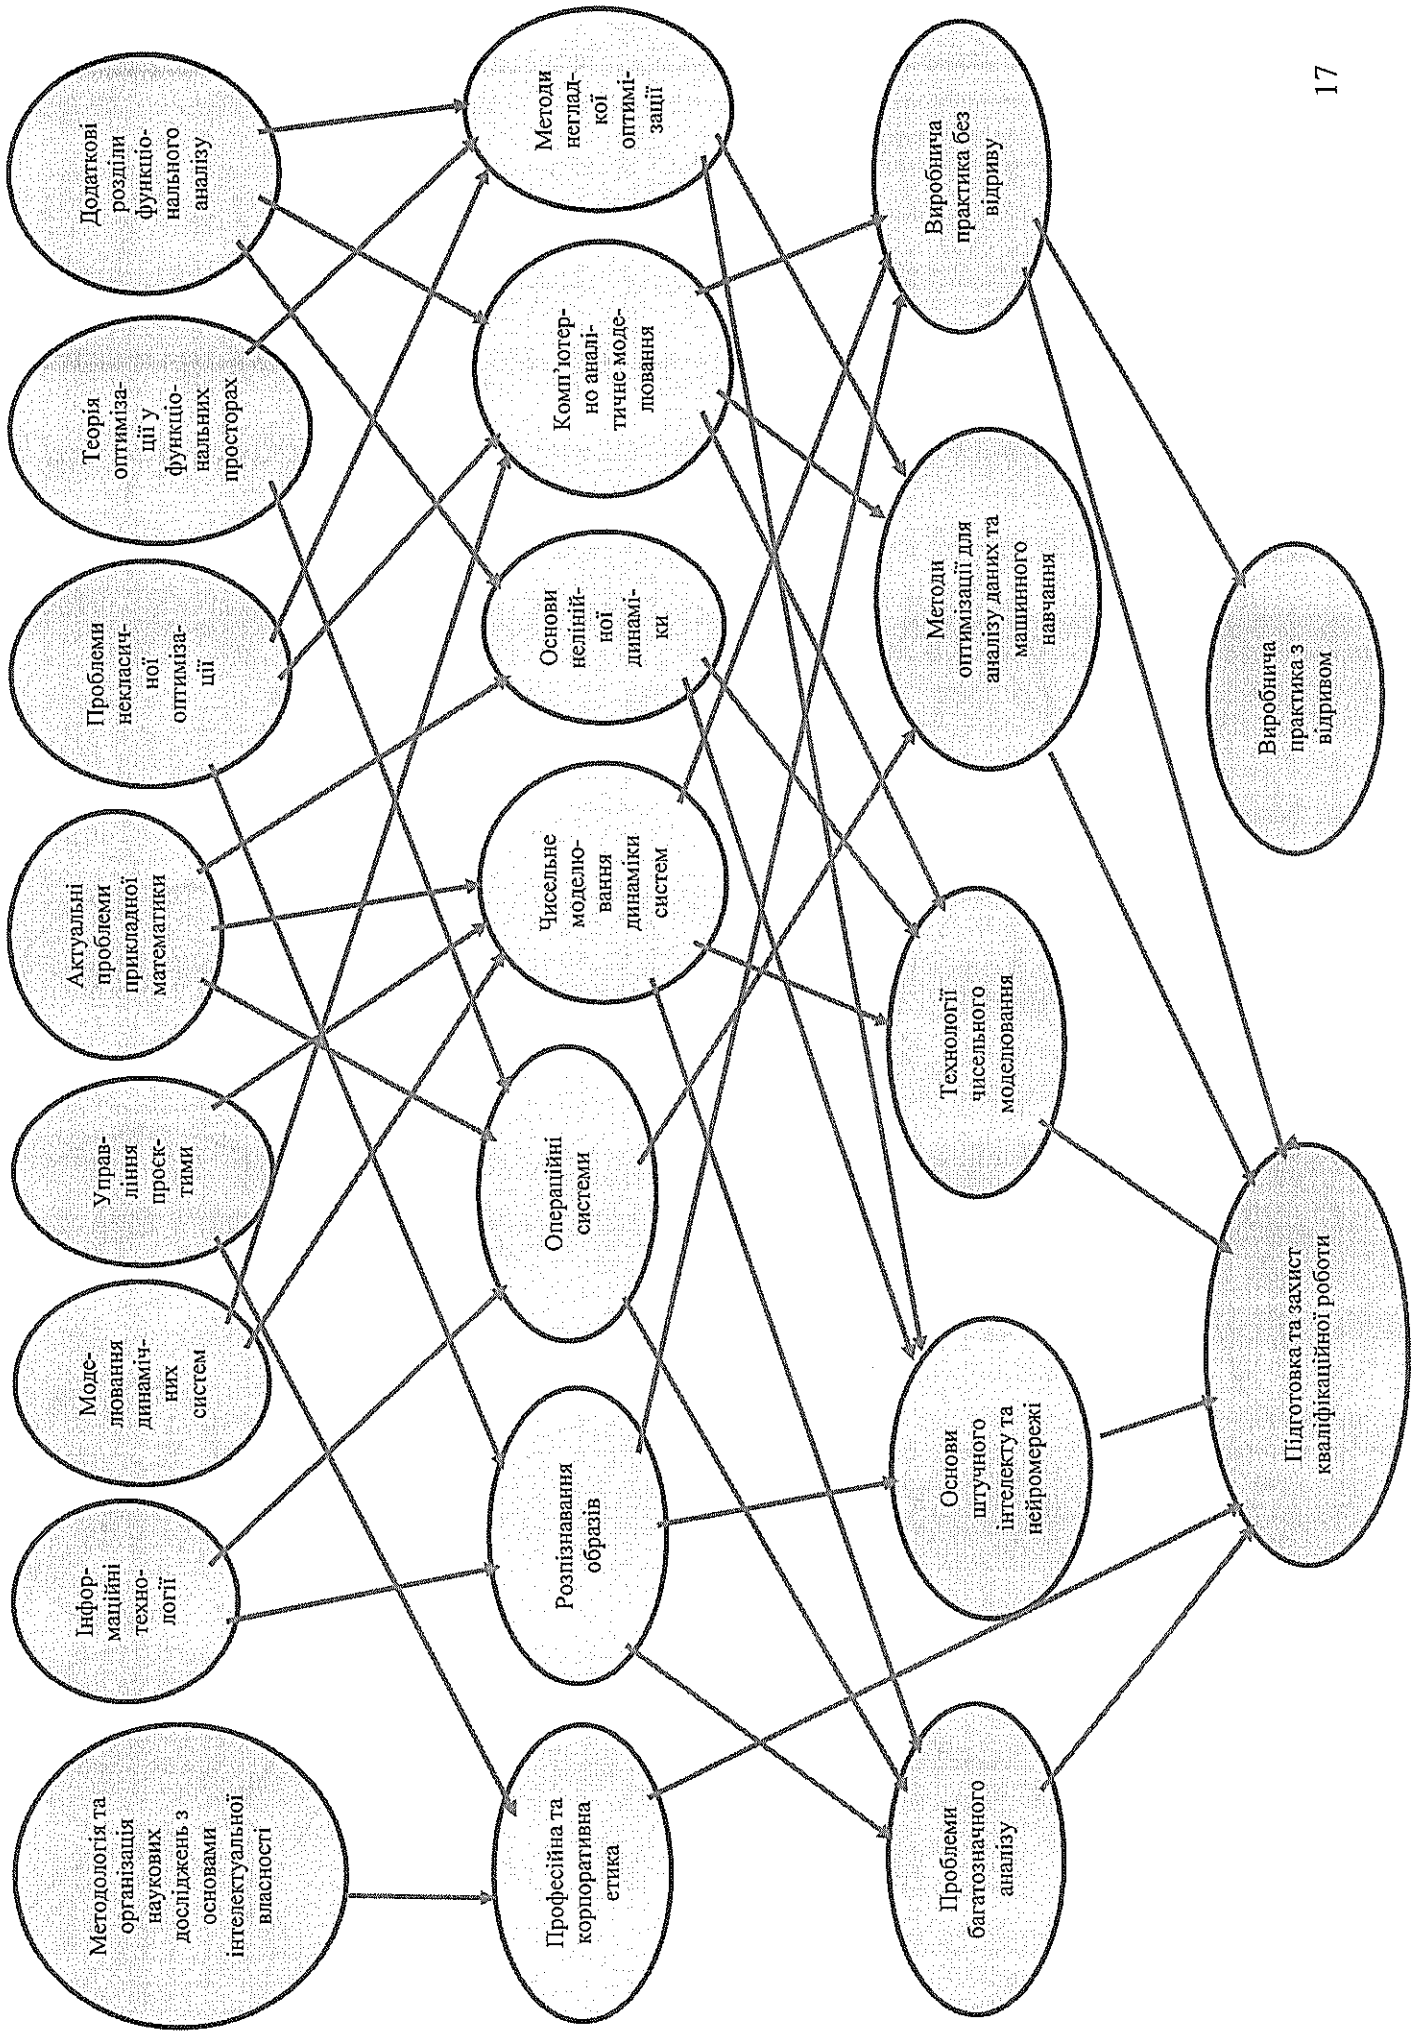 Методологія та
організація
наукових
досліджень з
основами
інтелектуальної
власності
Інфор-
маційні
техно-
логії
Моде-
лювання
динаміч-
них
систем
Управ-
ління
проєк-
тими
Актуальні
проблеми
прикладної
математики
Проблеми
некласич-
ної
оптиміза-
ції
Теорія
оптиміза-
ції у
функціо-
нальних
просторах
Додаткові
розділи
функціо-
нального
аналізу
Професійна та
корпоративна
етика
Розпізнавання
образів
Операційні
системи
Чисельне
моделю-
вання
динаміки
систем
Основи
неліній-
ної
динамі-
ки
Комп'ютер-
но аналі-
тичне моде-
лювання
Методи
неглад-
кої
оптимі-
зації
Проблеми
багатозначного
аналізу
Основи
штучного
інтелекту та
нейромережі
Технології
чисельного
моделювання
Методи
оптимізації для
аналізу даних та
машинного
навчання
Виробнича
практика без
відриву
Підготовка та захист
кваліфікаційної роботи
Виробнича
практика з
відривом
17